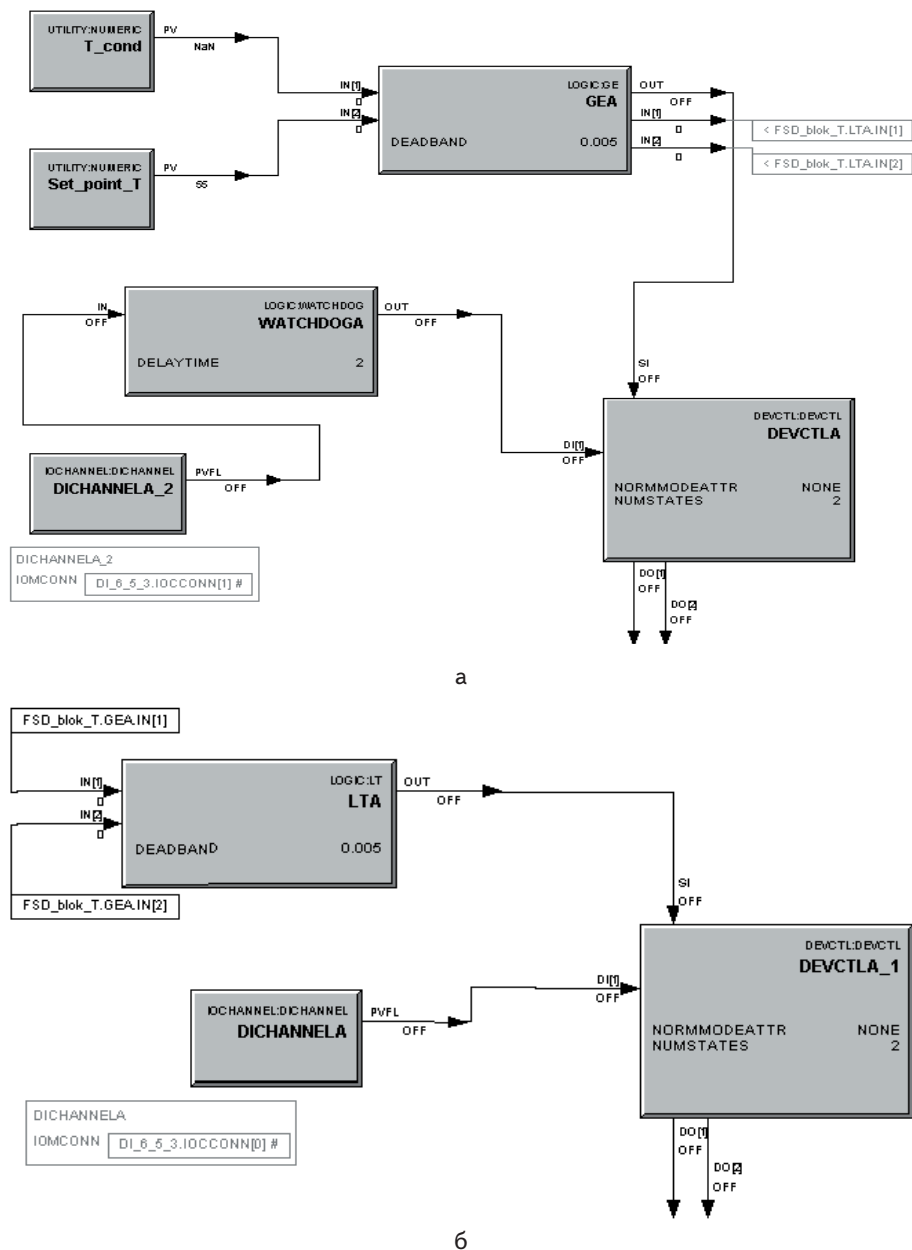 UTILITY:NUMERIC
T_cond
PV
NaN
IN[1]
0
IN[2]
0
LOGIC:GE
GEA
DEADBAND 0.005
OUT
OFF
IN[1]
0
IN[2]
0
< FSD_blok_T.LTA.IN[1]
< FSD_blok_T.LTA.IN[2]
UTILITY:NUMERIC
Set_point_T
PV
55
IN
OFF
LOGIC:WATCHDOG
WATCHDOGA
DELAYTIME 2
OUT
OFF
SI
OFF
IOCHANNEL:DICHANNEL
DICHANNELA_2
PVFL
OFF
DI[1]
OFF
DEVCTL:DEVCTL
DEVCTLA
NORMMODEATTR NONE
NUMSTATES 2
DO[1]
OFF
DO[2]
OFF
DICHANNELA_2
IOMCONN DI_6_5_3.IOCCONN[1] #
а
FSD_blok_T.GEA.IN[1]
IN[1]
0
IN[2]
0
LOGIC:LT
LTA
DEADBAND 0.005
OUT
OFF
FSD_blok_T.GEA.IN[2]
SI
OFF
IOCHANNEL:DICHANNEL
DICHANNELA
PVFL
OFF
DI[1]
OFF
DEVCTL:DEVCTL
DEVCTLA_1
NORMMODEATTR NONE
NUMSTATES 2
DO[1]
OFF
DO[2]
OFF
DICHANNELA
IOMCONN DI_6_5_3.IOCCONN[0] #
б